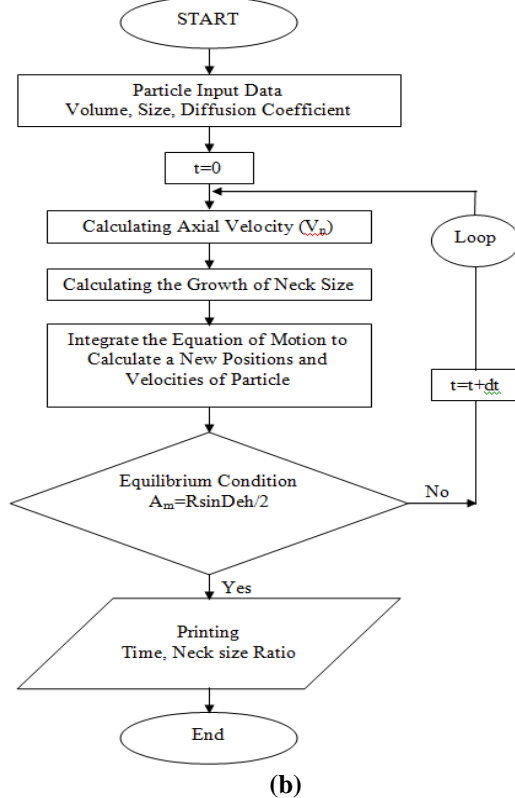 START
Particle Input Data
Volume, Size, Diffusion Coefficient
t=0
Calculating Axial Velocity (Vn)
Loop
Calculating the Growth of Neck Size
Integrate the Equation of Motion to
Calculate a New Positions and
Velocities of Particle
t=t+dt
Equilibrium Condition
Am=RsinDeh/2
No
Yes
Printing
Time, Neck size Ratio
End
(b)